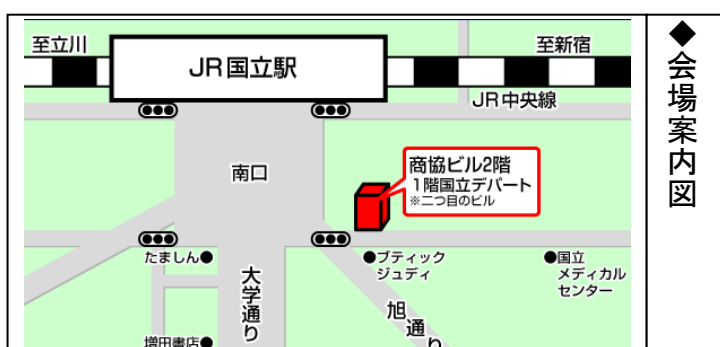 ◆会場案内図
至立川
至新宿
JR国立駅
JR中央線
南口
商協ビル2階
1階国立デパート
※二つ目のビル
たましん●
●ブティック
ジュディ
●国立
メディカル
センター
大学通り
旭通り
増田書店●